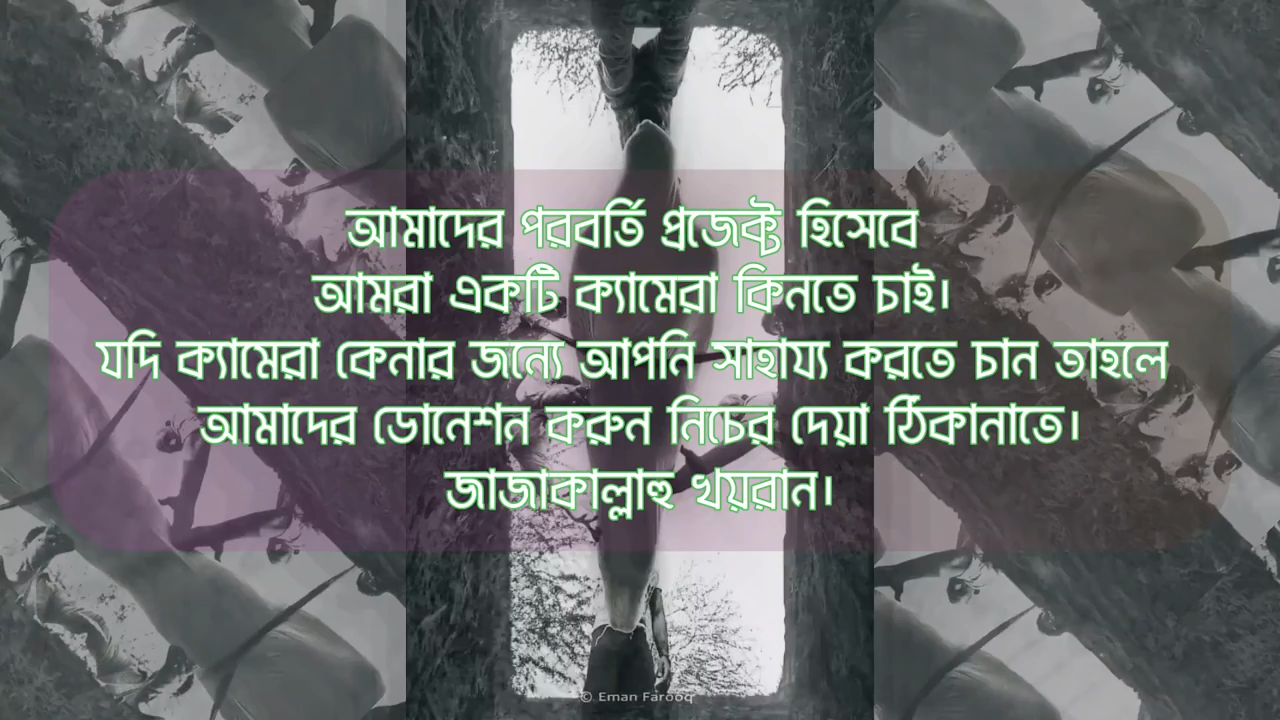 আমাদের পরবর্তি প্রজেক্ট হিসেবে
আমরা একটি ক্যামেরা কিনতে চাই।
যদি ক্যামেরা কেনার জন্যে আপনি সাহায্য করতে চান তাহলে
আমাদের ডোনেশন করুন নিচের দেয়া ঠিকানাতে।
জাজাকাল্লাহু খয়রান।
© Eman Farooq